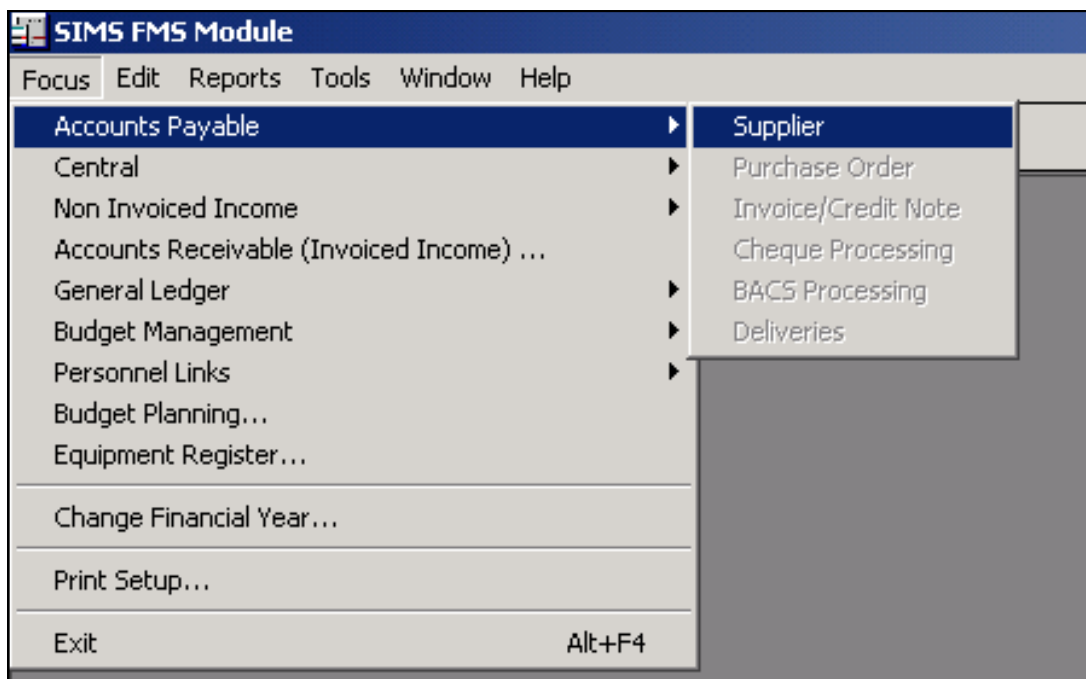 SIMS FMS Module
Focus Edit Reports Tools Window Help
Accounts Payable
Central
Non Invoiced Income
Accounts Receivable (Invoiced Income) ...
General Ledger
Budget Management
Personnel Links
Budget Planning...
Equipment Register...
Change Financial Year...
Print Setup...
Exit Alt+F4
Supplier
Purchase Order
Invoice/Credit Note
Cheque Processing
BACS Processing
Deliveries